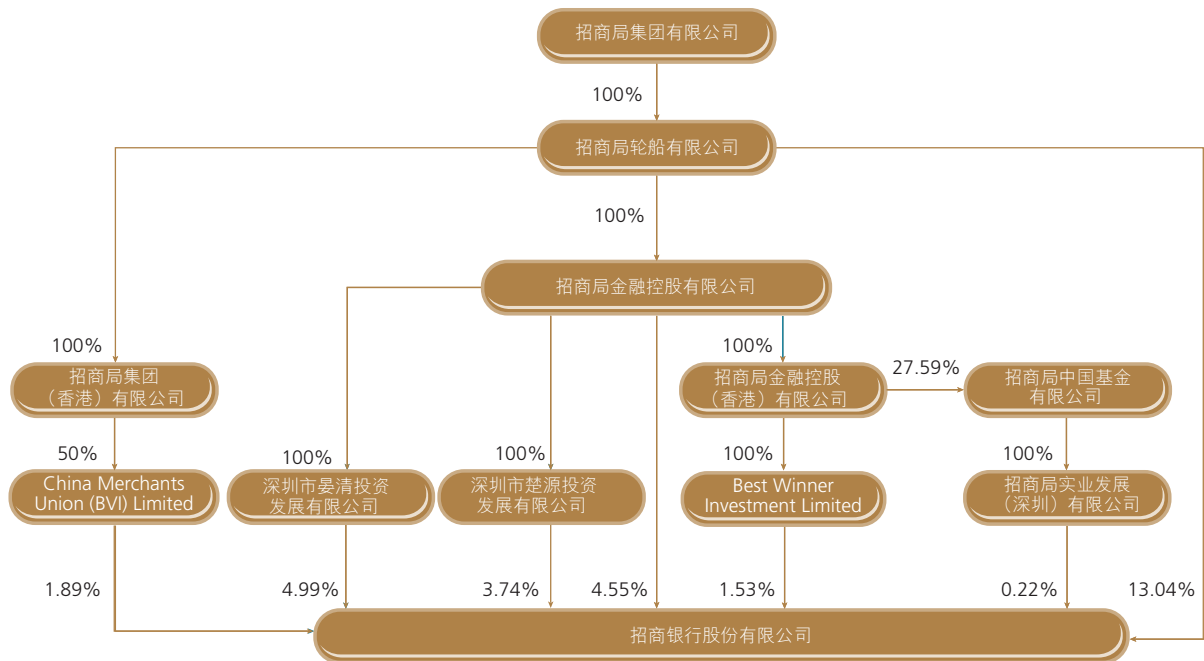 招商局集团有限公司
100%
招商局轮船有限公司
100%
招商局金融控股有限公司
100%
招商局集团
（香港）有限公司
100%
招商局金融控股
（香港）有限公司
27.59%
招商局中国基金
有限公司
50%
100%
100%
100%
100%
China Merchants
Union (BVI) Limited
深圳市晏清投资
发展有限公司
深圳市楚源投资
发展有限公司
Best Winner
Investment Limited
招商局实业发展
（深圳）有限公司
1.89%
4.99%
3.74%
4.55%
1.53%
0.22%
13.04%
招商银行股份有限公司